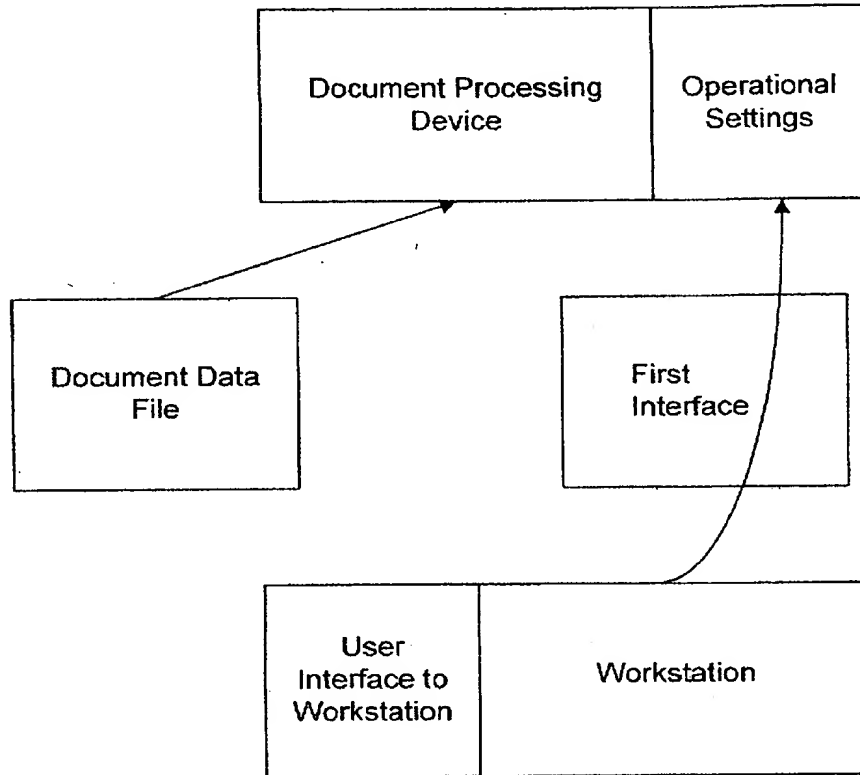 Document Processing
Device
Operational
Settings
Document Data
File
First
Interface
User
Interface to
Workstation
Workstation